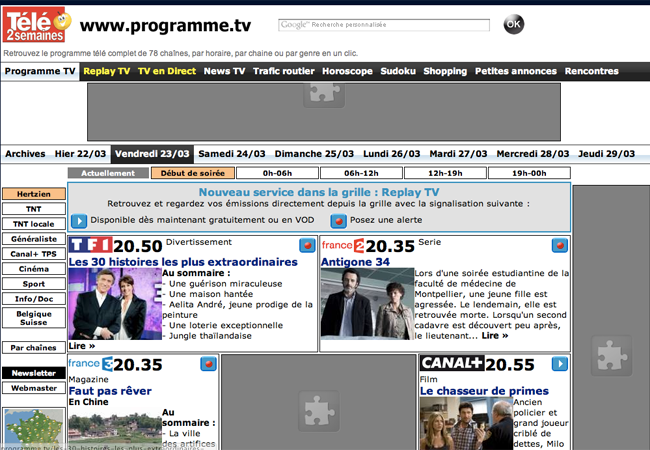 Télé
2semaines
www.programme.tv
Google Recherche personnalisée
OK
Retrouvez le programme télé complet de 78 chaînes, par horaire, par chaine ou par genre en un clic.
Programme TV Replay TV TV en Direct News TV Trafic routier Horoscope Sudoku Shopping Petites annonces Rencontres
Archives Hier 22/03 Vendredi 23/03 Samedi 24/03 Dimanche 25/03 Lundi 26/03 Mardi 27/03 Mercredi 28/03 Jeudi 29/03
Actuellement Début de soirée 0h-06h 06h-12h 12h-19h 19h-00h
Hertzien
TNT
TNT locale
Généraliste
Canal+ TPS
Cinéma
Sport
Info/Doc
Belgique
Suisse
Par chaînes
Newsletter
Webmaster
Nouveau service dans la grille : Replay TV
Retrouvez et regardez vos émissions directement depuis la grille avec la signalisation suivante :
Disponible dès maintenant gratuitement ou en VOD Posez une alerte
TF1 20.50 Divertissement
Les 30 histoires les plus extraordinaires
Au sommaire :
- Une guérison miraculeuse
- Une maison hantée
- Aelita André, jeune prodige de la
peinture
- Une loterie exceptionnelle
- Jungle thaïlandaise
Lire »
france 2 20.35 Serie
Antigone 34
Lors d'une soirée estudiantine de la
faculté de médecine de
Montpellier, une jeune fille est
agressée. Le lendemain, elle est
retrouvée morte. Lorsqu'un second
cadavre est découvert peu après,
le lieutenant... Lire »
france 3 20.35
Magazine
Faut pas rêver
En Chine
Au
sommaire :
- La ville
des artifices
CANAL+ 20.55
Film
Le chasseur de primes
Ancien
policier et
grand joueur
criblé de
dettes, Milo